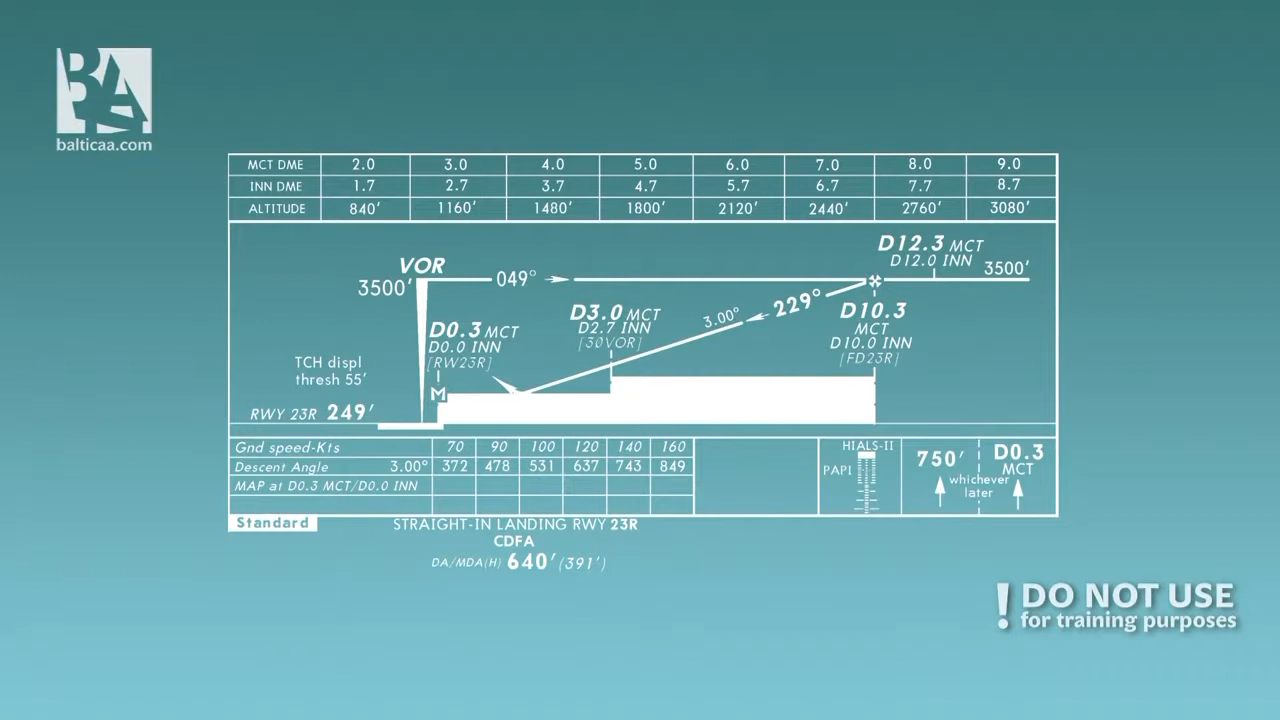 BAA
balticaa.com
MCT DME 2.0 3.0 4.0 5.0 6.0 7.0 8.0 9.0
INN DME 1.7 2.7 3.7 4.7 5.7 6.7 7.7 8.7
ALTITUDE 840' 1160' 1480' 1800' 2120' 2440' 2760' 3080'
D12.3 MCT
D12.0 INN
3500'
VOR
3500'
049°
229°
3.00°
D10.3
MCT
D10.0 INN
[FD23R]
D3.0 MCT
D2.7 INN
[30VOR]
D0.3 MCT
D0.0 INN
[RW23R]
M
TCH displ
thresh 55'
RWY 23R 249'
Gnd speed-Kts 70 90 100 120 140 160
Descent Angle 3.00° 372 478 531 637 743 849
MAP at D0.3 MCT/D0.0 INN
HIALS-II
PAPI
750'
D0.3
MCT
whichever
later
Standard
STRAIGHT-IN LANDING RWY 23R
CDFA
DA/MDA(H) 640' (391')
! DO NOT USE
for training purposes